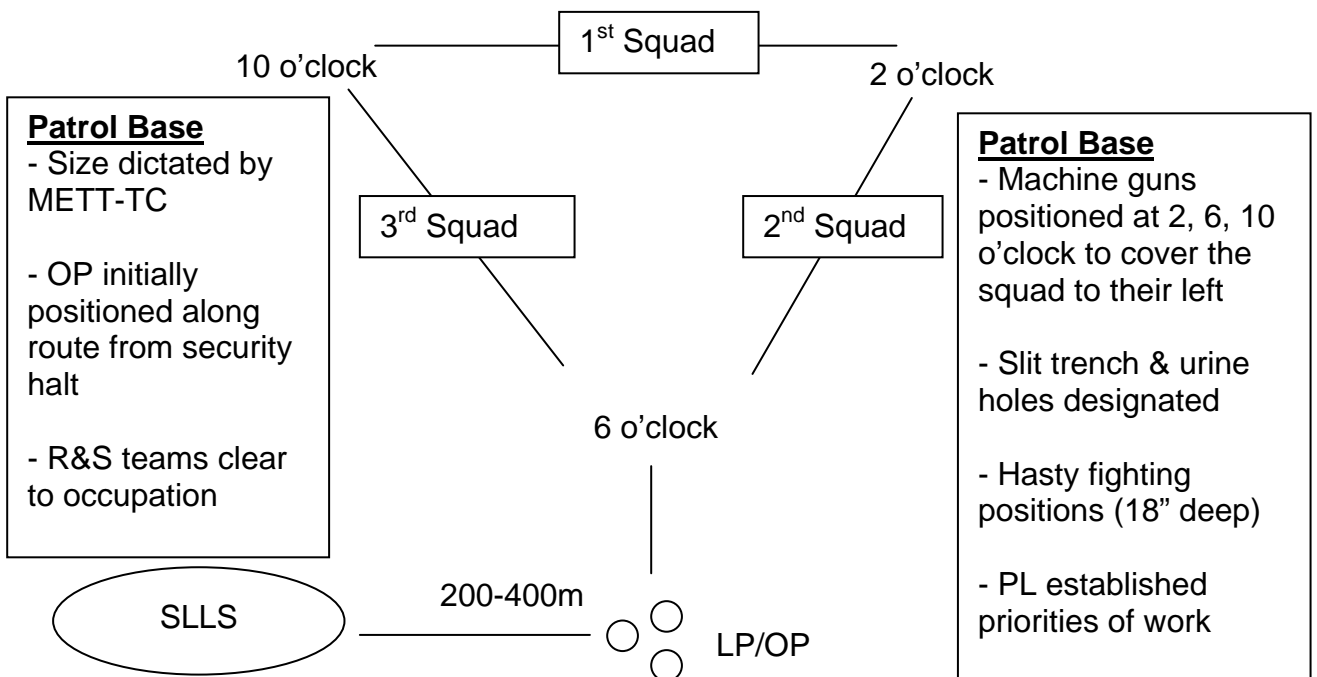 1st Squad
10 o’clock
2 o’clock
Patrol Base
- Size dictated by
METT-TC
- OP initially
positioned along
route from security
halt
- R&S teams clear
to occupation
3rd Squad
2nd Squad
Patrol Base
- Machine guns
positioned at 2, 6, 10
o’clock to cover the
squad to their left
- Slit trench & urine
holes designated
- Hasty fighting
positions (18” deep)
- PL established
priorities of work
6 o’clock
SLLS
200-400m
LP/OP